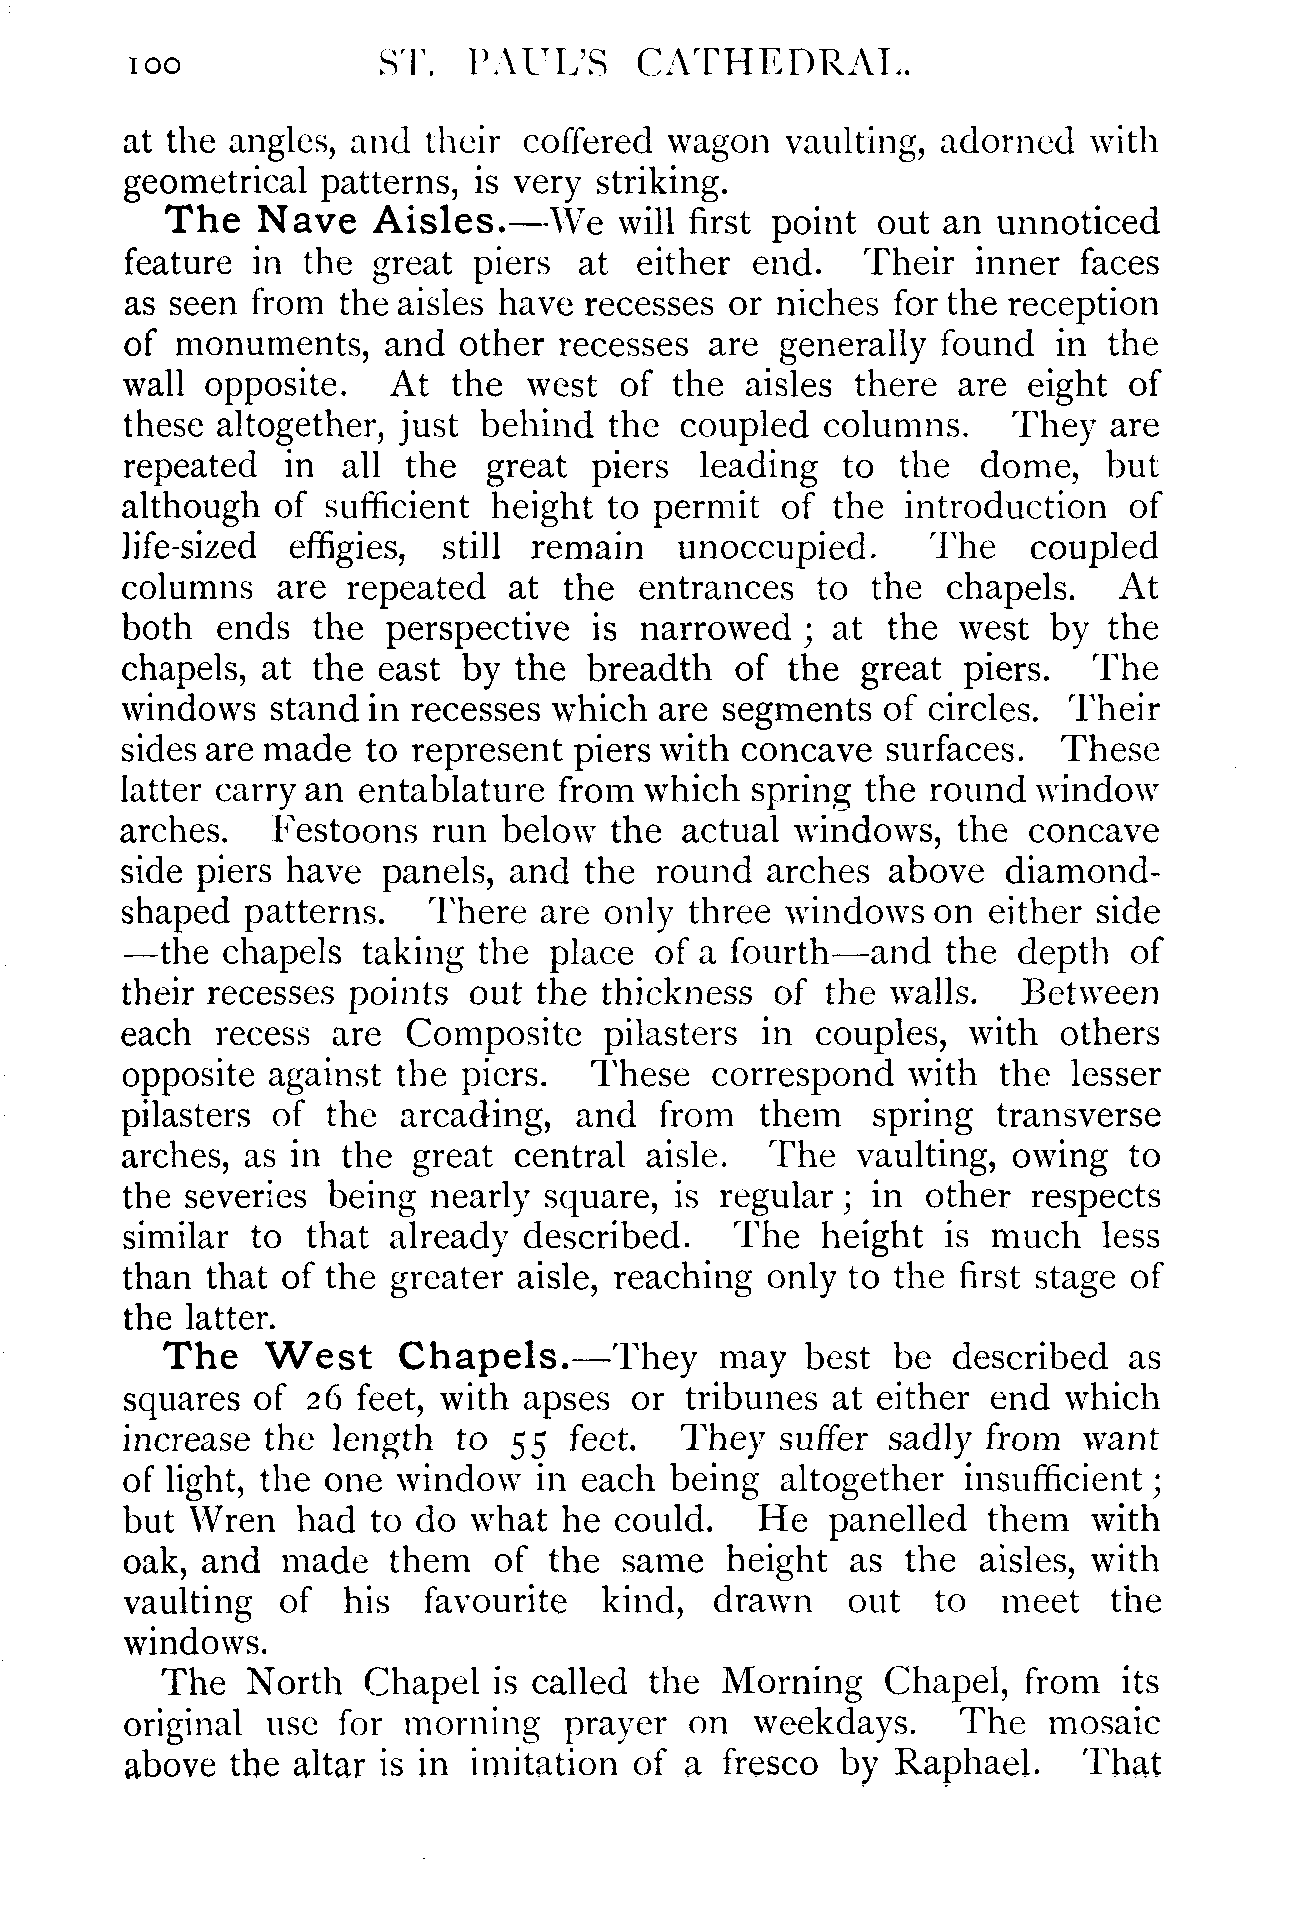 100 ST. PAUL'S CATHEDRAL.
at the angles, and their coffered wagon vaulting, adorned with
geometrical patterns, is very striking.
The Nave Aisles.—We will first point out an unnoticed
feature in the great piers at either end. Their inner faces
as seen from the aisles have recesses or niches for the reception
of monuments, and other recesses are generally found in the
wall opposite. At the west of the aisles there are eight of
these altogether, just behind the coupled columns. They are
repeated in all the great piers leading to the dome, but
although of sufficient height to permit of the introduction of
life-sized effigies, still remain unoccupied. The coupled
columns are repeated at the entrances to the chapels. At
both ends the perspective is narrowed ; at the west by the
chapels, at the east by the breadth of the great piers. The
windows stand in recesses which are segments of circles. Their
sides are made to represent piers with concave surfaces. These
latter carry an entablature from which spring the round window
arches. Festoons run below the actual windows, the concave
side piers have panels, and the round arches above diamond-
shaped patterns. There are only three windows on either side
—the chapels taking the place of a fourth—and the depth of
their recesses points out the thickness of the walls. Between
each recess are Composite pilasters in couples, with others
opposite against the piers. These correspond with the lesser
pilasters of the arcading, and from them spring transverse
arches, as in the great central aisle. The vaulting, owing to
the severies being nearly square, is regular ; in other respects
similar to that already described. The height is much less
than that of the greater aisle, reaching only to the first stage of
the latter.
The West Chapels.—They may best be described as
squares of 26 feet, with apses or tribunes at either end which
increase the length to 55 feet. They suffer sadly from want
of light, the one window in each being altogether insufficient ;
but Wren had to do what he could. He panelled them with
oak, and made them of the same height as the aisles, with
vaulting of his favourite kind, drawn out to meet the
windows.
The North Chapel is called the Morning Chapel, from its
original use for morning prayer on weekdays. The mosaic
above the altar is in imitation of a fresco by Raphael. That